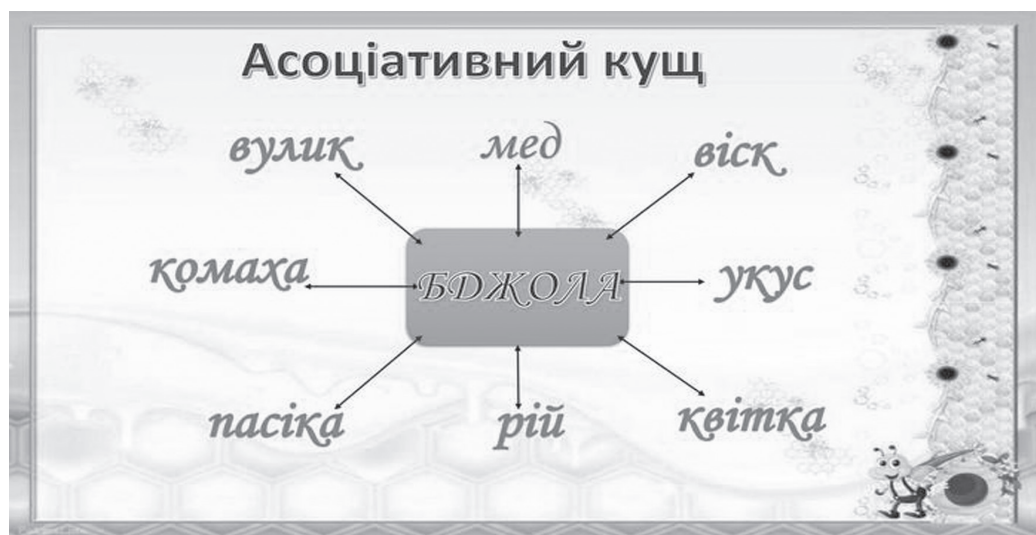 Асоціативний кущ
вулик мед віск
комаха БДЖОЛА укус
пасіка рій квітка